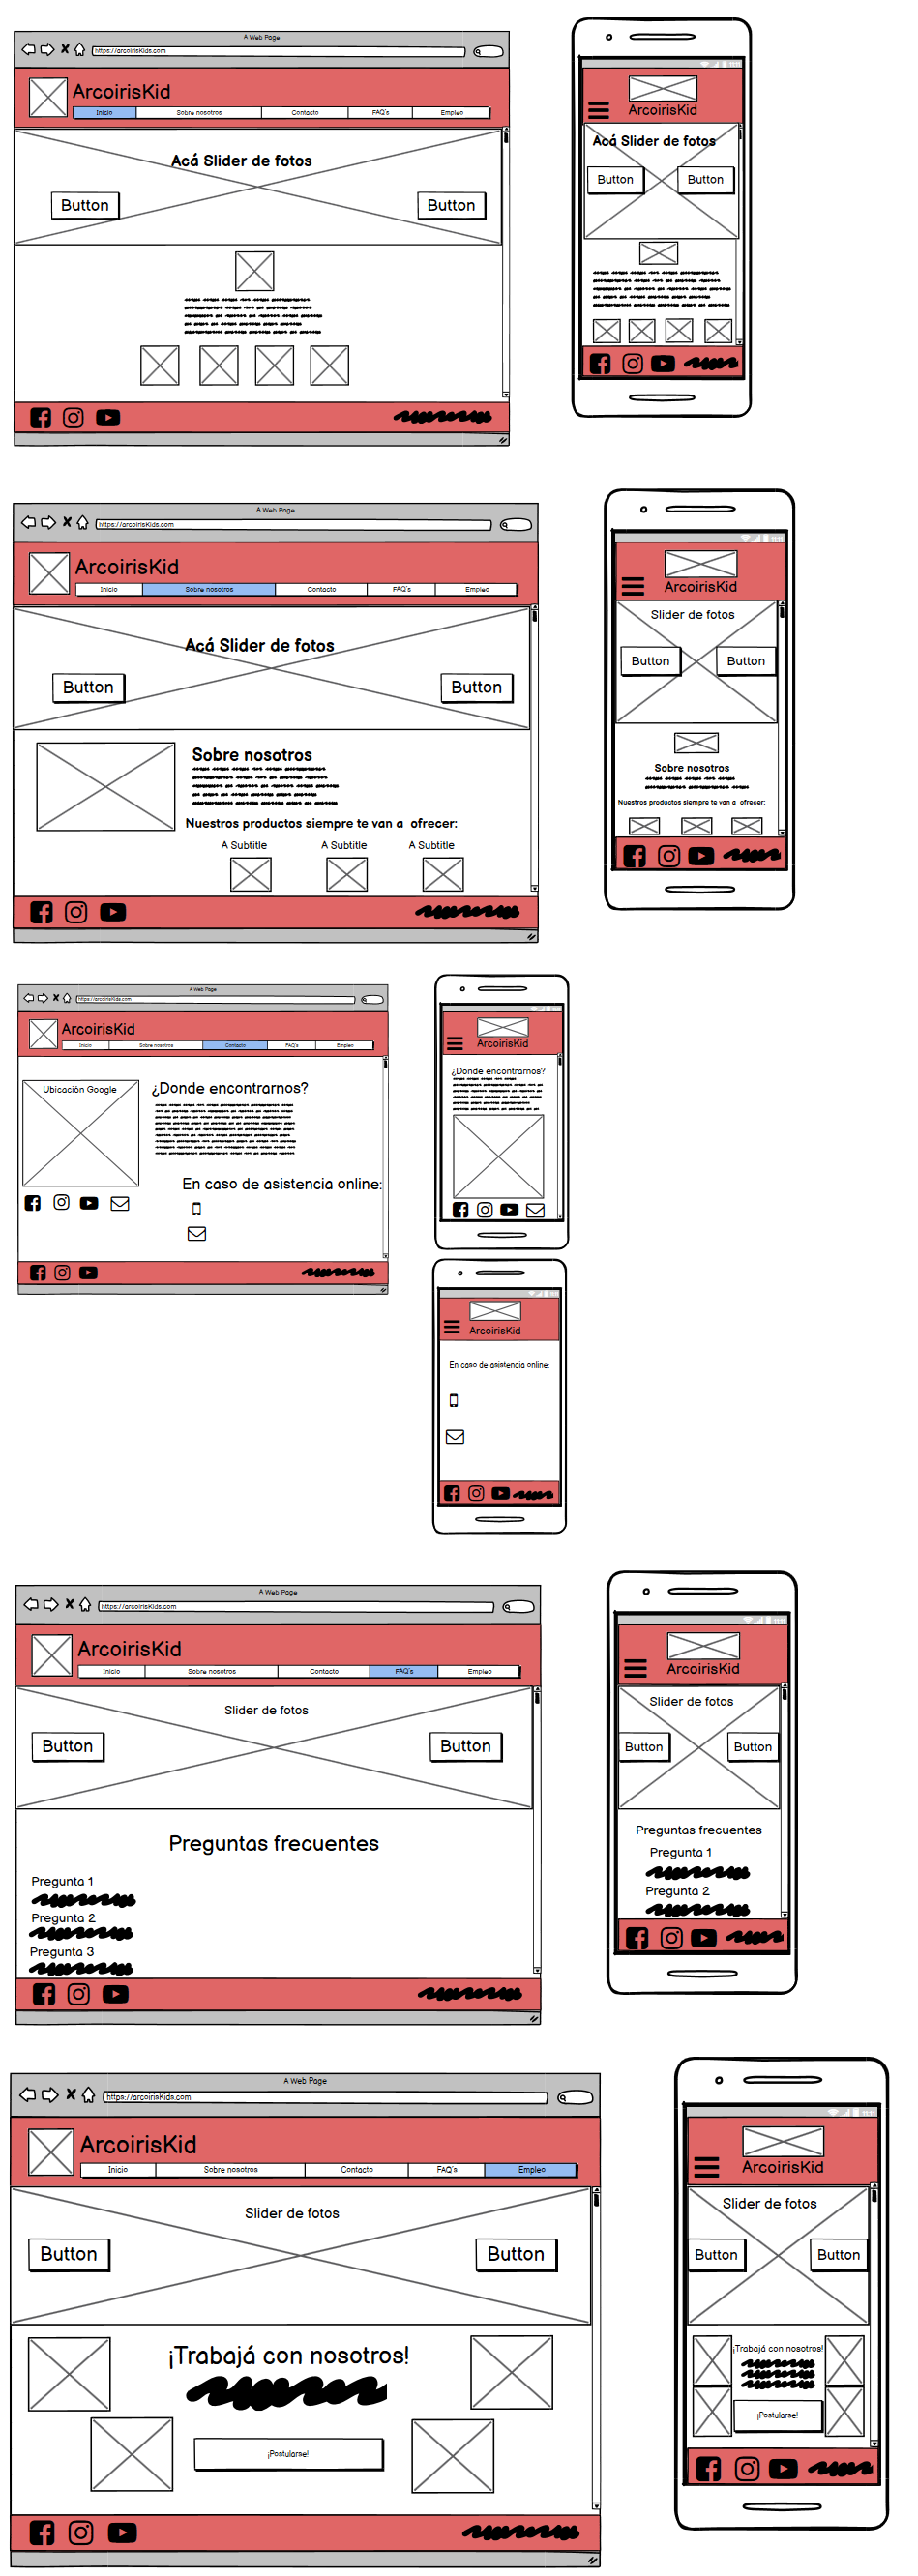 A Web Page
https://arcoirisKids.com
ArcoirisKid
Inicio Sobre nosotros Contacto FAQ's Empleo
Acá Slider de fotos
Button Button
ArcoirisKid
Acá Slider de fotos
Button Button
A Web Page
https://arcoirisKids.com
ArcoirisKid
Inicio Sobre nosotros Contacto FAQ's Empleo
Acá Slider de fotos
Button Button
Sobre nosotros
Nuestros productos siempre te van a ofrecer:
A Subtitle A Subtitle A Subtitle
ArcoirisKid
Slider de fotos
Button Button
Sobre nosotros
Nuestros productos siempre te van a ofrecer:
A Web Page
https://arcoirisKids.com
ArcoirisKid
Inicio Sobre nosotros Contacto FAQ's Empleo
Ubicación Google
¿Donde encontrarnos?
En caso de asistencia online:
ArcoirisKid
¿Donde encontrarnos?
ArcoirisKid
En caso de asistencia online:
A Web Page
https://arcoirisKids.com
ArcoirisKid
Inicio Sobre nosotros Contacto FAQ's Empleo
Slider de fotos
Button Button
Preguntas frecuentes
Pregunta 1
Pregunta 2
Pregunta 3
ArcoirisKid
Slider de fotos
Button Button
Preguntas frecuentes
Pregunta 1
Pregunta 2
A Web Page
https://arcoirisKids.com
ArcoirisKid
Inicio Sobre nosotros Contacto FAQ's Empleo
Slider de fotos
Button Button
¡Trabajá con nosotros!
¡Postularse!
ArcoirisKid
Slider de fotos
Button Button
¡Trabajá con nosotros!
¡Postularse!